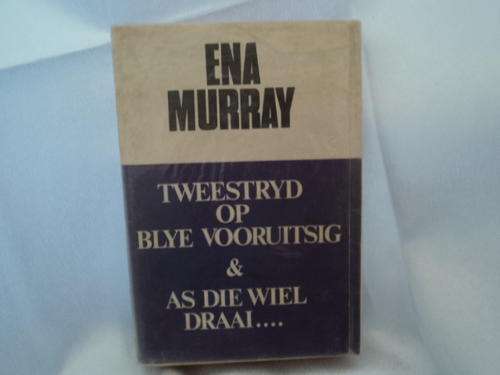 ENA
MURRAY
TWEESTRYD
OP
BLYE VOORUITSIG
&
AS DIE WIEL
DRAAI....